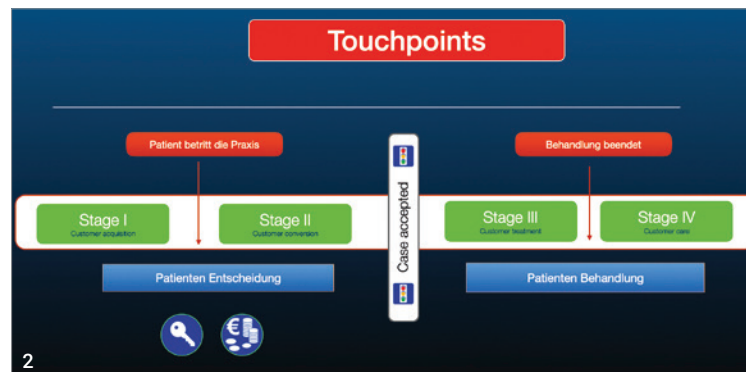 Touchpoints
Patient betritt die Praxis
Behandlung beendet
Stage I
Customer acquisition
Stage II
Customer conversion
Case accepted
Stage III
Customer treatment
Stage IV
Customer care
Patienten Entscheidung
Patienten Behandlung
€
2